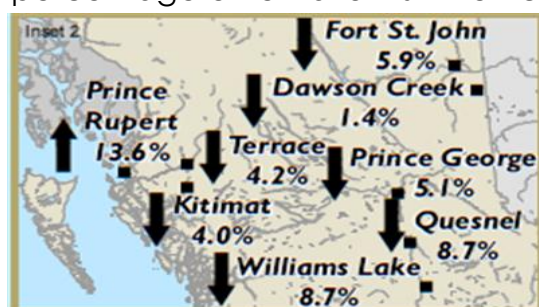 Inset 2
Fort St. John
5.9%
Prince
Rupert
13.6%
Dawson Creek
1.4%
Terrace
4.2%
Prince George
5.1%
Kitimat
4.0%
Quesnel
8.7%
Williams Lake
8.7%